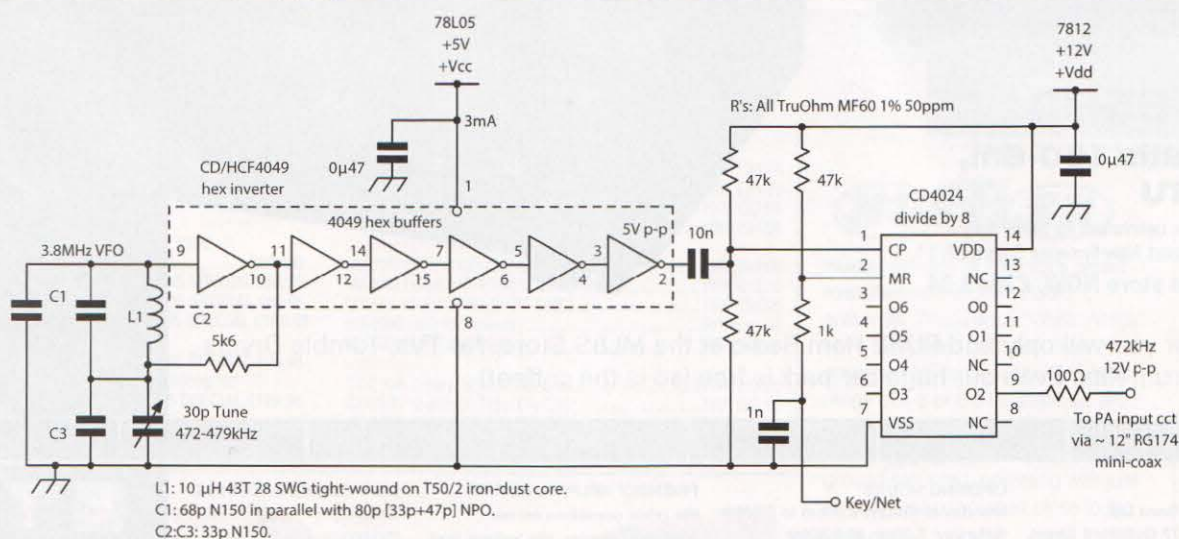 78L05
+5V
+Vcc
7812
+12V
+Vdd
R's: All TruOhm MF60 1% 50ppm
3mA
0µ47
CD/HCF4049
hex inverter
1
47k
47k
0µ47
CD4024
divide by 8
4049 hex buffers
5V p-p
10n
3.8MHz VFO
9
10
11
12
14
15
7
6
5
4
3
2
8
1 CP VDD 14
2 MR NC 13
3 O6 O0 12
4 O5 O1 11
5 O4 NC 10
6 O3 O2 9
7 VSS NC 8
C1
L1
C2
5k6
47k
1k
100Ω
472kHz
12V p-p
C3
30p Tune
472-479kHz
1n
To PA input cct
via ~ 12" RG174
mini-coax
Key/Keyer
L1: 10 µH 43T 28 SWG tight-wound on T50/2 iron-dust core.
C1: 68p N150 in parallel with 80p [33p+47p] NPO.
C2:C3: 33p N150.